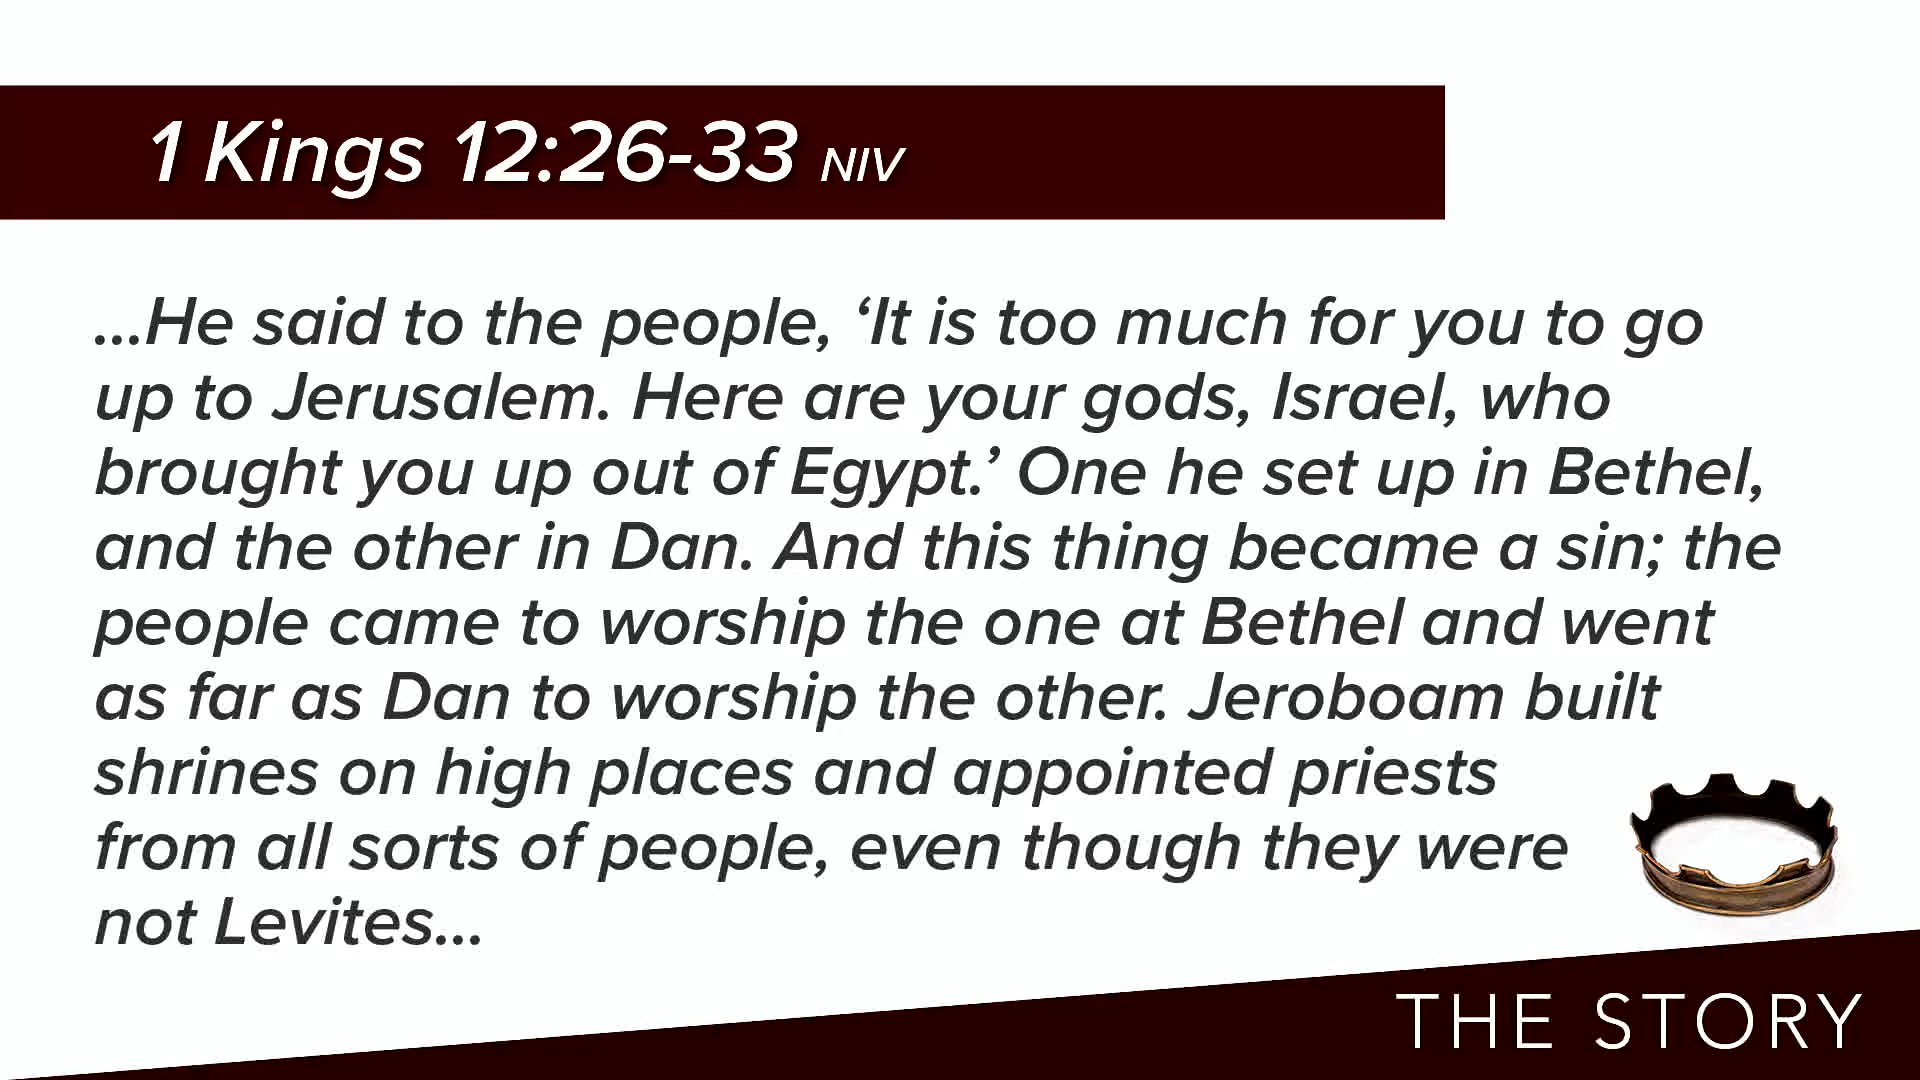 1 Kings 12:26-33 NIV
...He said to the people, ‘It is too much for you to go
up to Jerusalem. Here are your gods, Israel, who
brought you up out of Egypt.’ One he set up in Bethel,
and the other in Dan. And this thing became a sin; the
people came to worship the one at Bethel and went
as far as Dan to worship the other. Jeroboam built
shrines on high places and appointed priests
from all sorts of people, even though they were
not Levites...
THE STORY